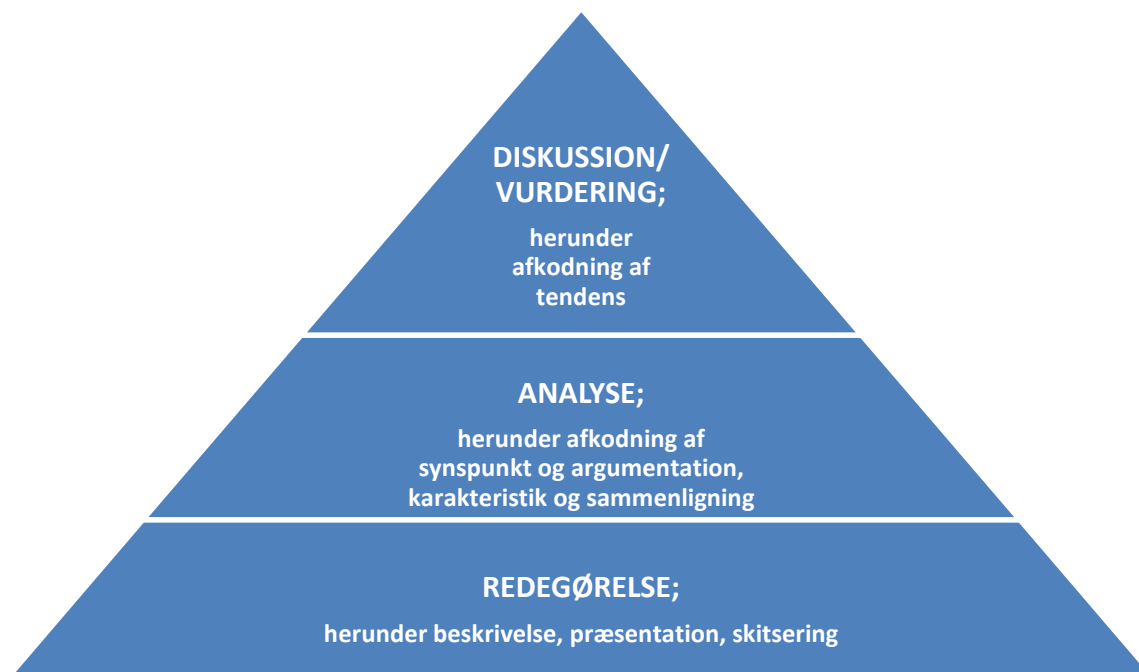 DISKUSSION/
VURDERING;
herunder
afkodning af
tendens
ANALYSE;
herunder afkodning af
synspunkt og argumentation,
karakteristik og sammenligning
REDEGØRELSE;
herunder beskrivelse, præsentation, skitsering